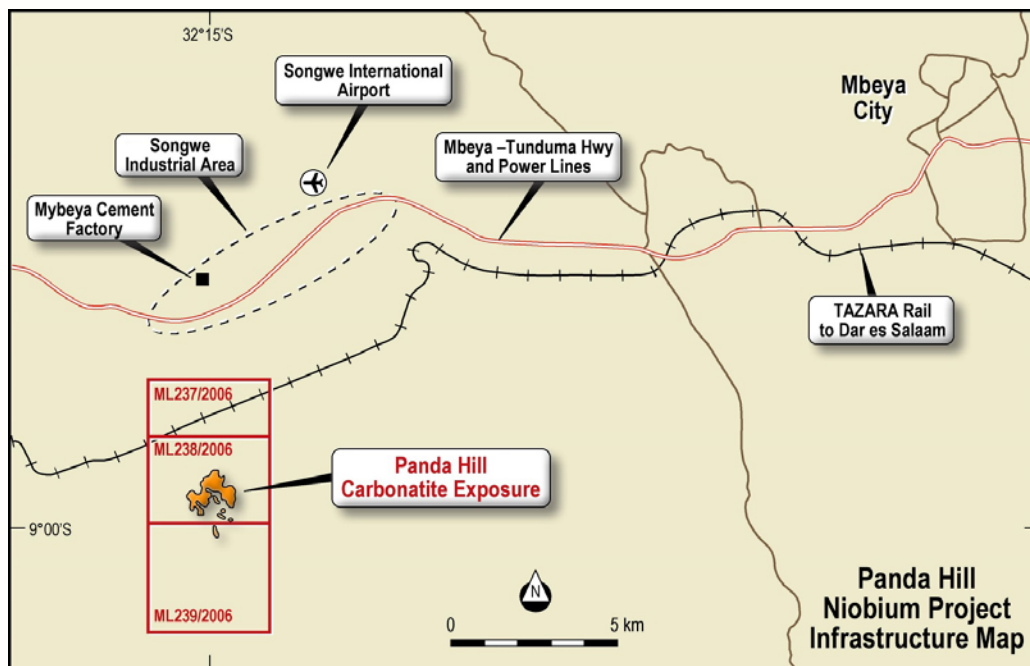 32°15'S
Songwe International
Airport
Mbeya
City
Songwe
Industrial Area
Mbeya –Tunduma Hwy
and Power Lines
Mybeya Cement
Factory
TAZARA Rail
to Dar es Salaam
ML237/2006
ML238/2006
Panda Hill
Carbonatite Exposure
9°00'S
ML239/2006
N
0 5 km
Panda Hill
Niobium Project
Infrastructure Map